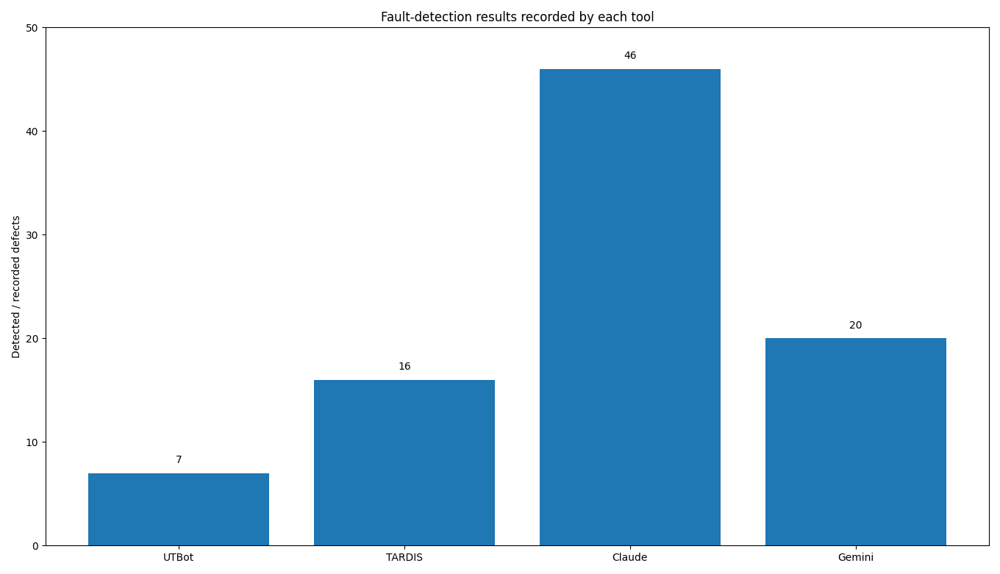 Fault-detection results recorded by each tool
50
40
30
20
10
0
Detected / recorded defects
7
16
46
20
UTBot
TARDIS
Claude
Gemini